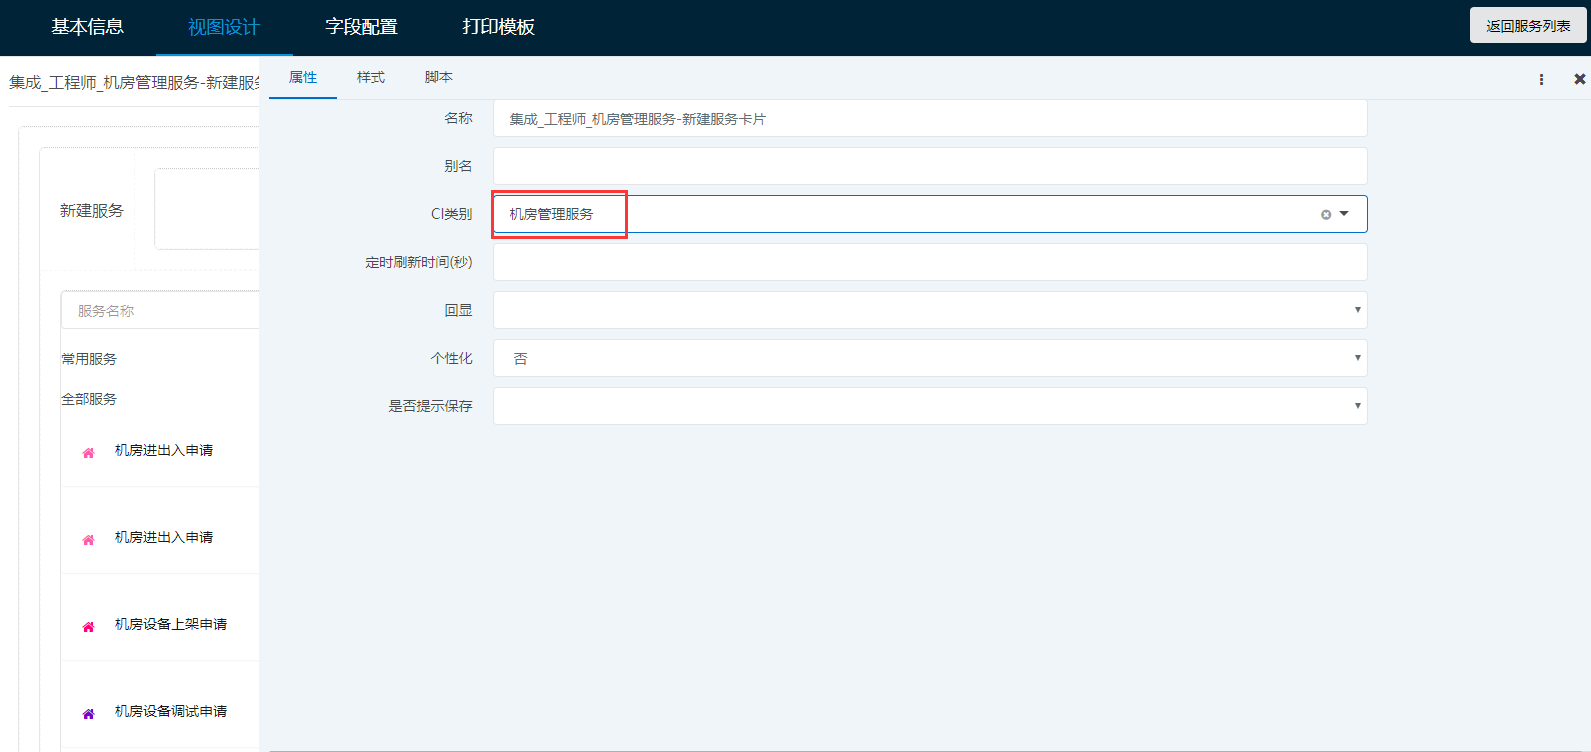 基本信息
视图设计
字段配置
打印模板
返回服务列表
集成_工程师_机房管理服务-新建服
新建服务
服务名称
常用服务
全部服务
机房进出入申请
机房进出入申请
机房设备上架申请
机房设备调试申请
属性
样式
脚本
名称
集成_工程师_机房管理服务-新建服务卡片
别名
CI类别
机房管理服务
定时刷新时间(秒)
回显
个性化
否
是否提示保存